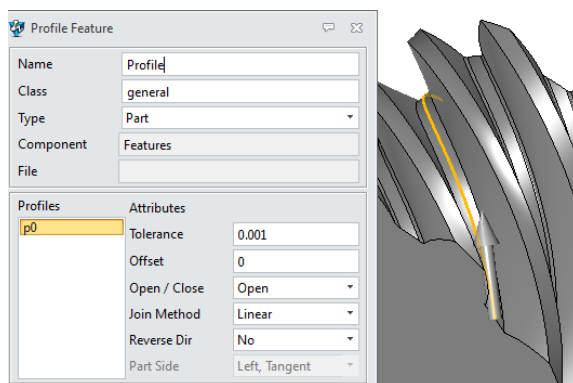 Profile Feature
Name Profile
Class general
Type Part
Component Features
File
Profiles Attributes
p0
Tolerance 0.001
Offset 0
Open / Close Open
Join Method Linear
Reverse Dir No
Part Side Left, Tangent